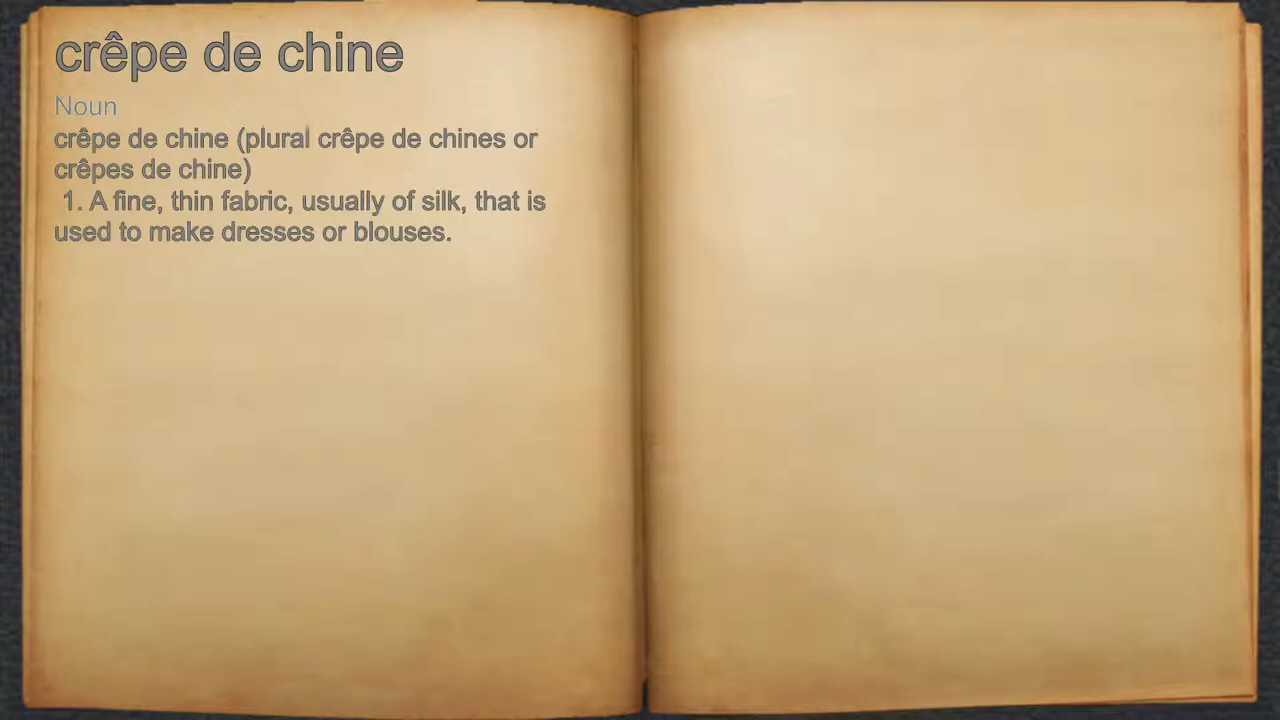 crêpe de chine
Noun
crêpe de chine (plural crêpe de chines or
crêpes de chine)
1. A fine, thin fabric, usually of silk, that is
used to make dresses or blouses.